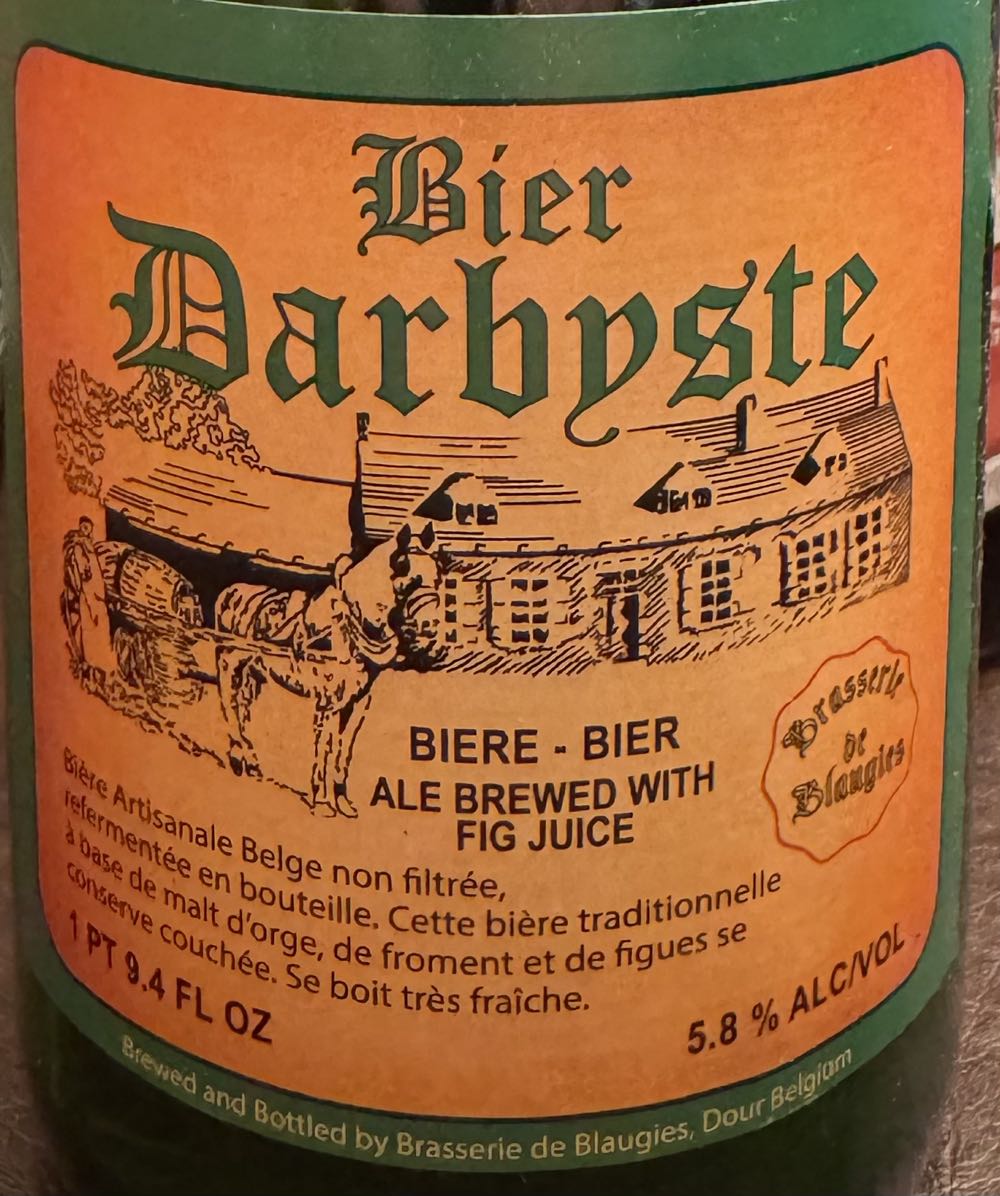 Bier
Darbyste
BIERE - BIER
ALE BREWED WITH
FIG JUICE
Brasserie
de
Blaugies
Bière Artisanale Belge non filtrée,
refermentée en bouteille. Cette bière traditionnelle
à base de malt d'orge, de froment et de figues se
conserve couchée. Se boit très fraîche.
1 PT 9.4 FL OZ
5.8 % ALC/VOL
Brewed and Bottled by Brasserie de Blaugies, Dour Belgium